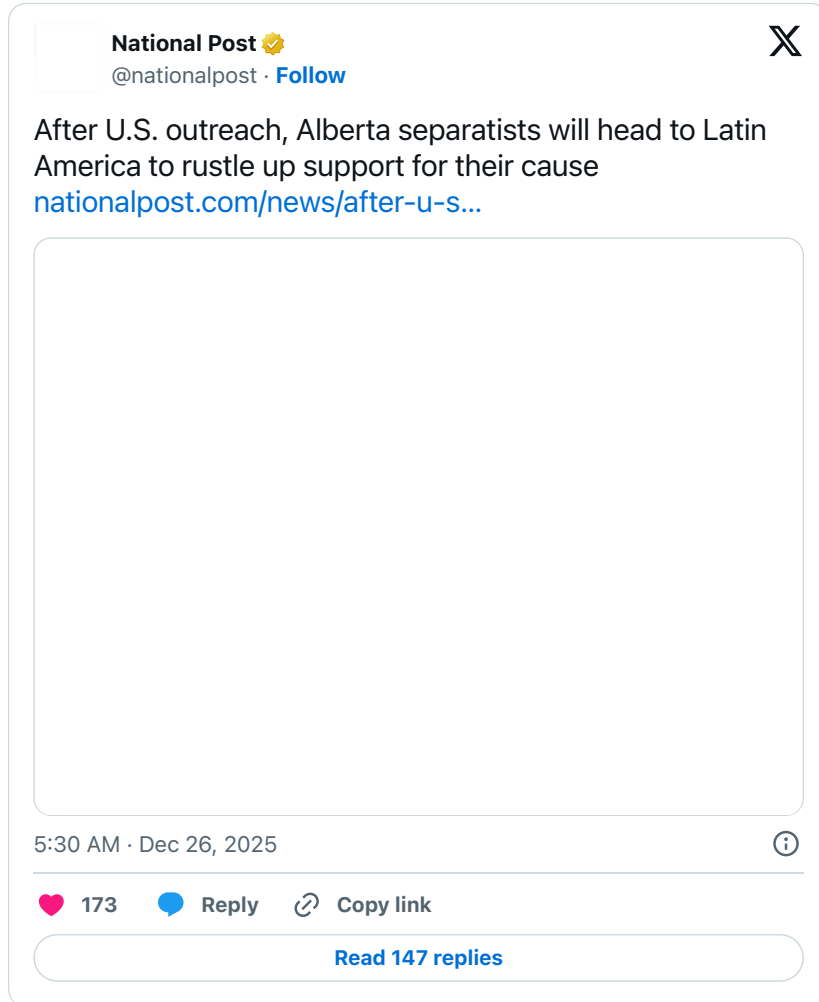 National Post
@nationalpost · Follow
After U.S. outreach, Alberta separatists will head to Latin
America to rustle up support for their cause
nationalpost.com/news/after-u-s...
5:30 AM · Dec 26, 2025
173 Reply Copy link
Read 147 replies